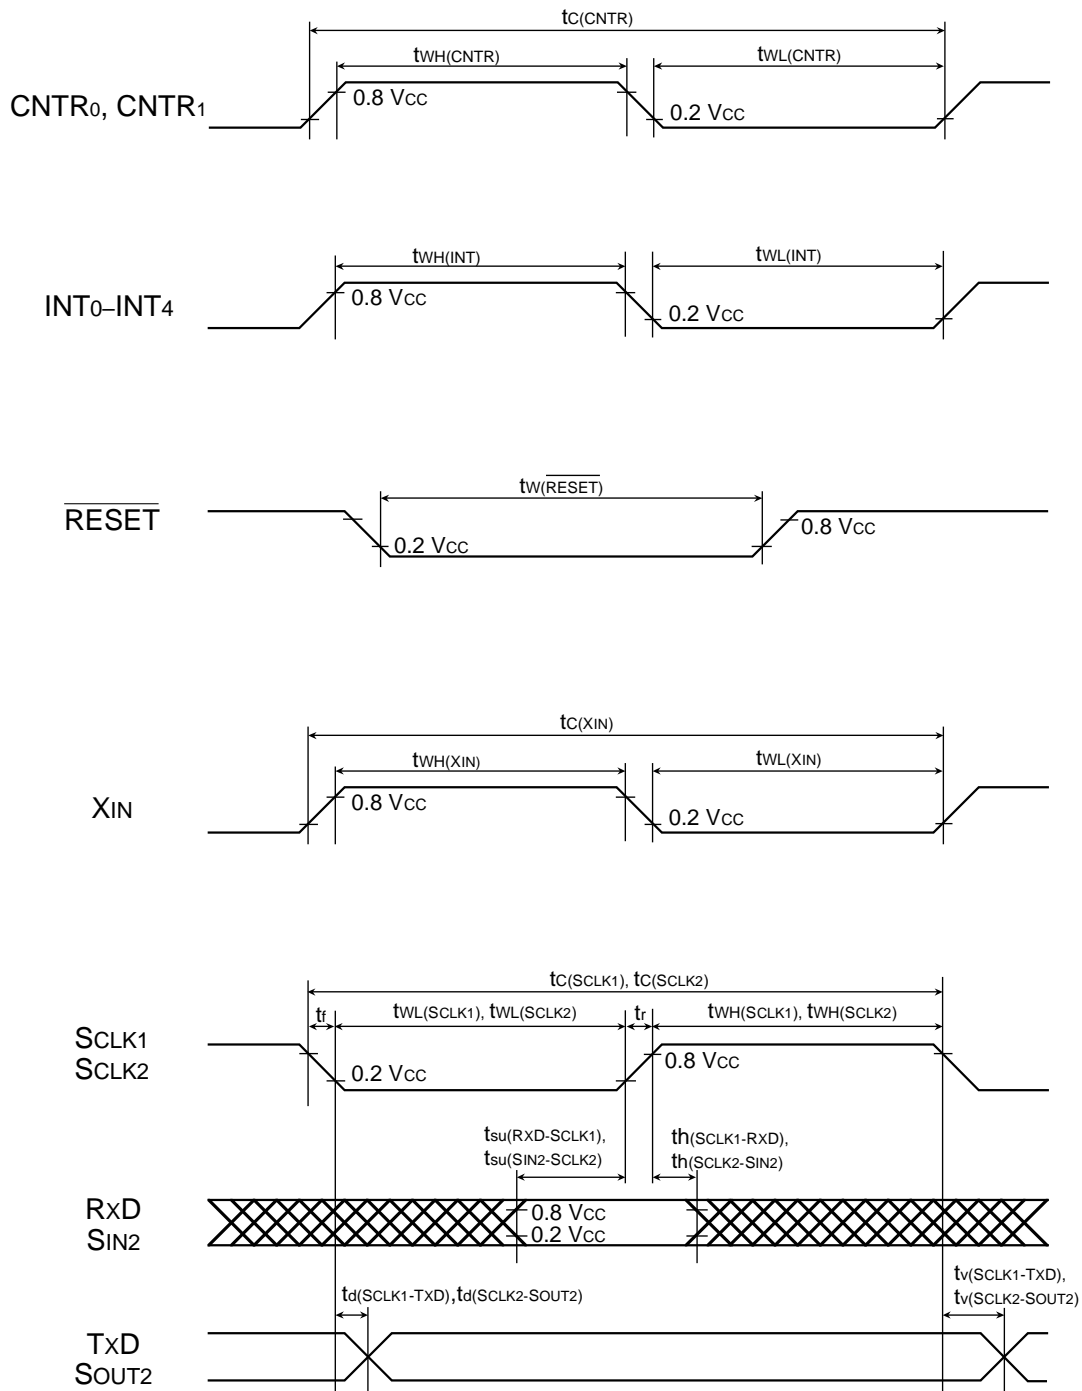 tC(CNTR)
tWH(CNTR) tWL(CNTR)
CNTR0, CNTR1
0.8 VCC
0.2 VCC
tWH(INT) tWL(INT)
INT0–INT4
0.8 VCC
0.2 VCC
tW(RESET)
RESET
0.2 VCC
0.8 VCC
tC(XIN)
tWH(XIN) tWL(XIN)
XIN
0.8 VCC
0.2 VCC
tC(SCLK1), tC(SCLK2)
tf tWL(SCLK1), tWL(SCLK2) tr tWH(SCLK1), tWH(SCLK2)
SCLK1
SCLK2
0.2 VCC
0.8 VCC
tsu(RXD-SCLK1),
tsu(SIN2-SCLK2)
th(SCLK1-RXD),
th(SCLK2-SIN2)
RXD
SIN2
0.8 VCC
0.2 VCC
td(SCLK1-TXD),td(SCLK2-SOUT2)
tv(SCLK1-TXD),
tv(SCLK2-SOUT2)
TXD
SOUT2